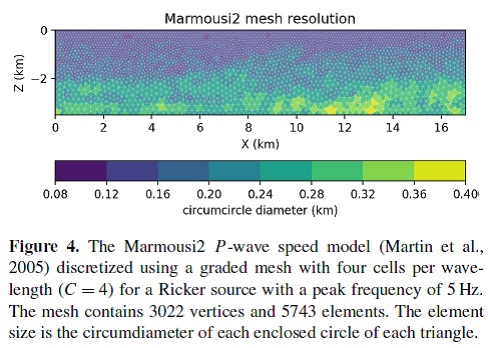 Marmousi2 mesh resolution
0
−2
Z (km)
0 2 4 6 8 10 12 14 16
X (km)
0.08 0.12 0.16 0.20 0.24 0.28 0.32 0.36 0.40
circumcircle diameter (km)
Figure 4. The Marmousi2 P-wave speed model (Martin et al.,
2005) discretized using a graded mesh with four cells per wave-
length (C = 4) for a Ricker source with a peak frequency of 5 Hz.
The mesh contains 3022 vertices and 5743 elements. The element
size is the circumdiameter of each enclosed circle of each triangle.